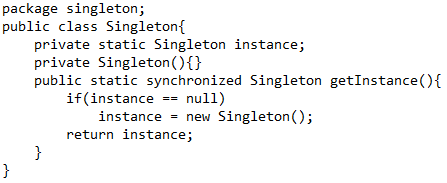 package singleton;
public class Singleton{
    private static Singleton instance;
    private Singleton(){}
    public static synchronized Singleton getInstance(){
        if(instance == null)
            instance = new Singleton();
        return instance;
    }
}